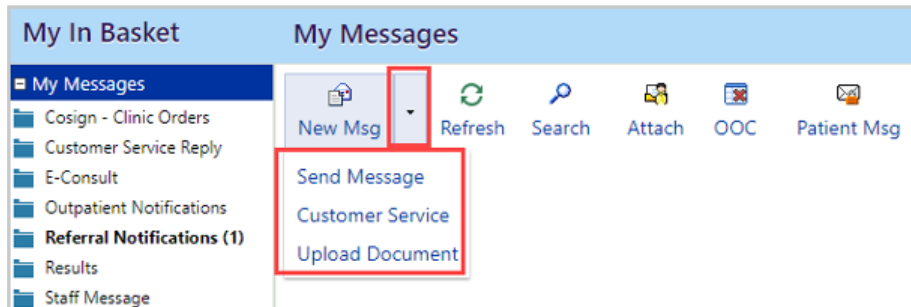 My In Basket
My Messages
My Messages
Cosign - Clinic Orders
Customer Service Reply
E-Consult
Outpatient Notifications
Referral Notifications (1)
Results
Staff Message
New Msg
Refresh
Search
Attach
OOC
Patient Msg
Send Message
Customer Service
Upload Document